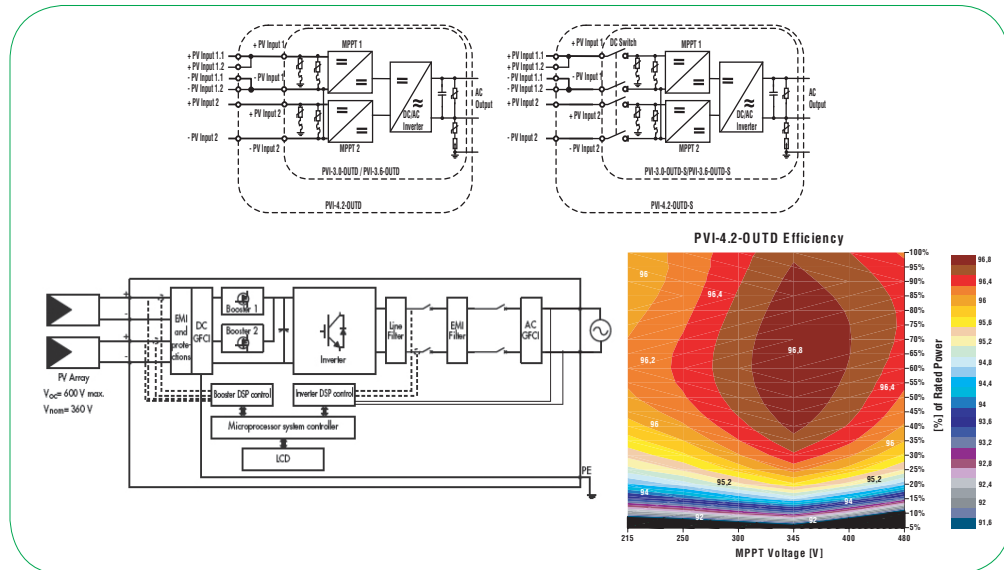 + PV Input 1
MPPT 1
+ PV Input 1.1
+ PV Input 1.2
- PV Input 1.1
- PV Input 1
- PV Input 1.2
+ PV Input 2
+ PV Input 2
- PV Input 2
- PV Input 2
MPPT 2
DC/AC
Inverter
AC
Output
PVI-3.0-OUTD / PVI-3.6-OUTD
PVI-4.2-OUTD
+ PV Input 1
DC Switch
MPPT 1
+ PV Input 1.1
+ PV Input 1.2
- PV Input 1.1
- PV Input 1
- PV Input 1.2
+ PV Input 2
+ PV Input 2
- PV Input 2
- PV Input 2
MPPT 2
DC/AC
Inverter
AC
Output
PVI-3.0-OUTD-S/PVI-3.6-OUTD-S
PVI-4.2-OUTD-S
+
-
+
-
PV Array
Voc= 600 V max.
Vnom= 360 V
EMI
and
prote-
ctions
DC
GFCI
Booster 1
Booster 2
Inverter
Line
Filter
EMI
Filter
AC
GFCI
Booster DSP control
Inverter DSP control
Microprocessor system controller
LCD
PE
PVI-4.2-OUTD Efficiency
96
96,4
96,2
96,8
96,4
96
96
95,2
95,2
94
94
92
92
100%
95%
90%
85%
80%
75%
70%
65%
60%
55%
50%
45%
40%
35%
30%
25%
20%
15%
10%
5%
[%] of Rated Power
215
250
300
345
400
480
MPPT Voltage [V]
96,8
96,4
96
95,6
95,2
94,8
94,4
94
93,6
93,2
92,8
92,4
92
91,6